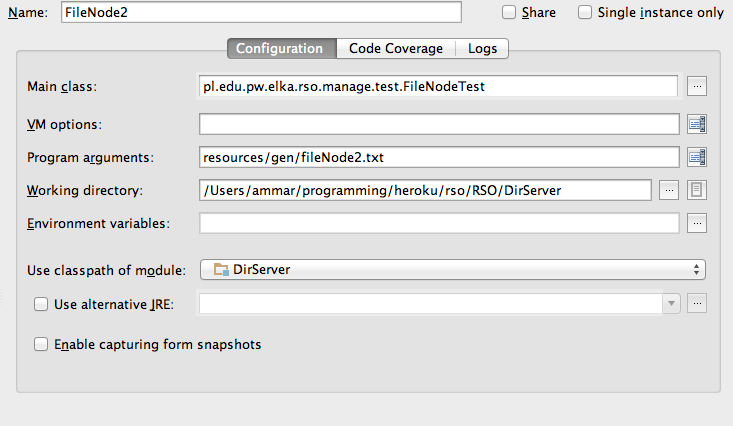 Name: FileNode2 Share Single instance only
Configuration Code Coverage Logs
Main class: pl.edu.pw.elka.rso.manage.test.FileNodeTest ...
VM options:
Program arguments: resources/gen/fileNode2.txt
Working directory: /Users/ammar/programming/heroku/rso/RSO/DirServer ...
Environment variables: ...
Use classpath of module: DirServer
Use alternative JRE: ...
Enable capturing form snapshots